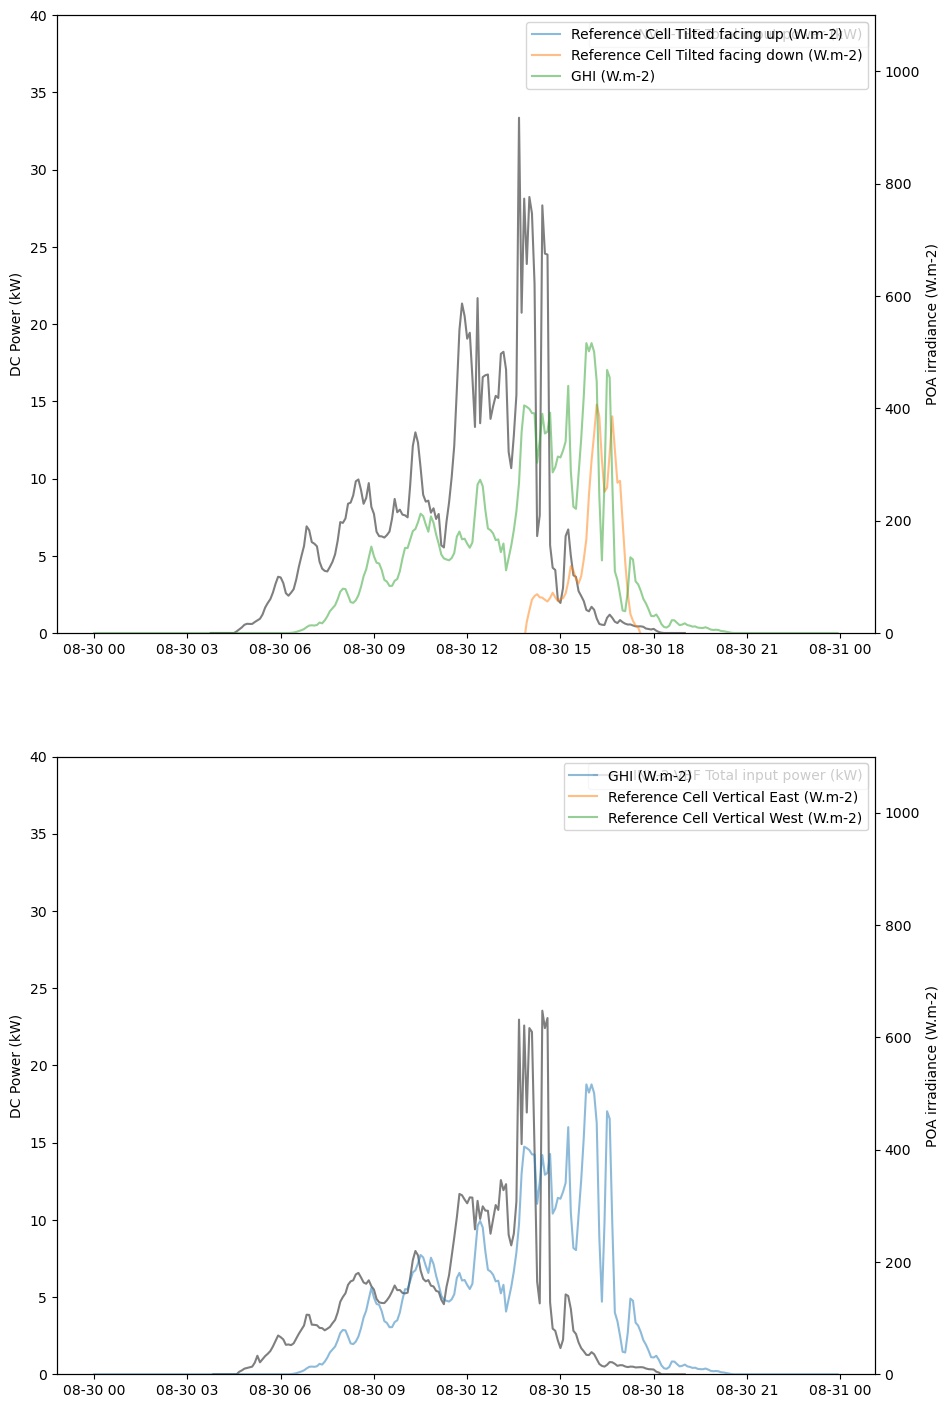 40
35
30
25
20
15
10
5
0
DC Power (kW)
Reference Cell Tilted facing up (W.m-2)
Reference Cell Tilted facing down (W.m-2)
GHI (W.m-2)
1000
800
600
400
200
0
POA irradiance (W.m-2)
08-30 00 08-30 03 08-30 06 08-30 09 08-30 12 08-30 15 08-30 18 08-30 21 08-31 00
40
35
30
25
20
15
10
5
0
DC Power (kW)
GHI (W.m-2) Total input power (kW)
Reference Cell Vertical East (W.m-2)
Reference Cell Vertical West (W.m-2)
1000
800
600
400
200
0
POA irradiance (W.m-2)
08-30 00 08-30 03 08-30 06 08-30 09 08-30 12 08-30 15 08-30 18 08-30 21 08-31 00